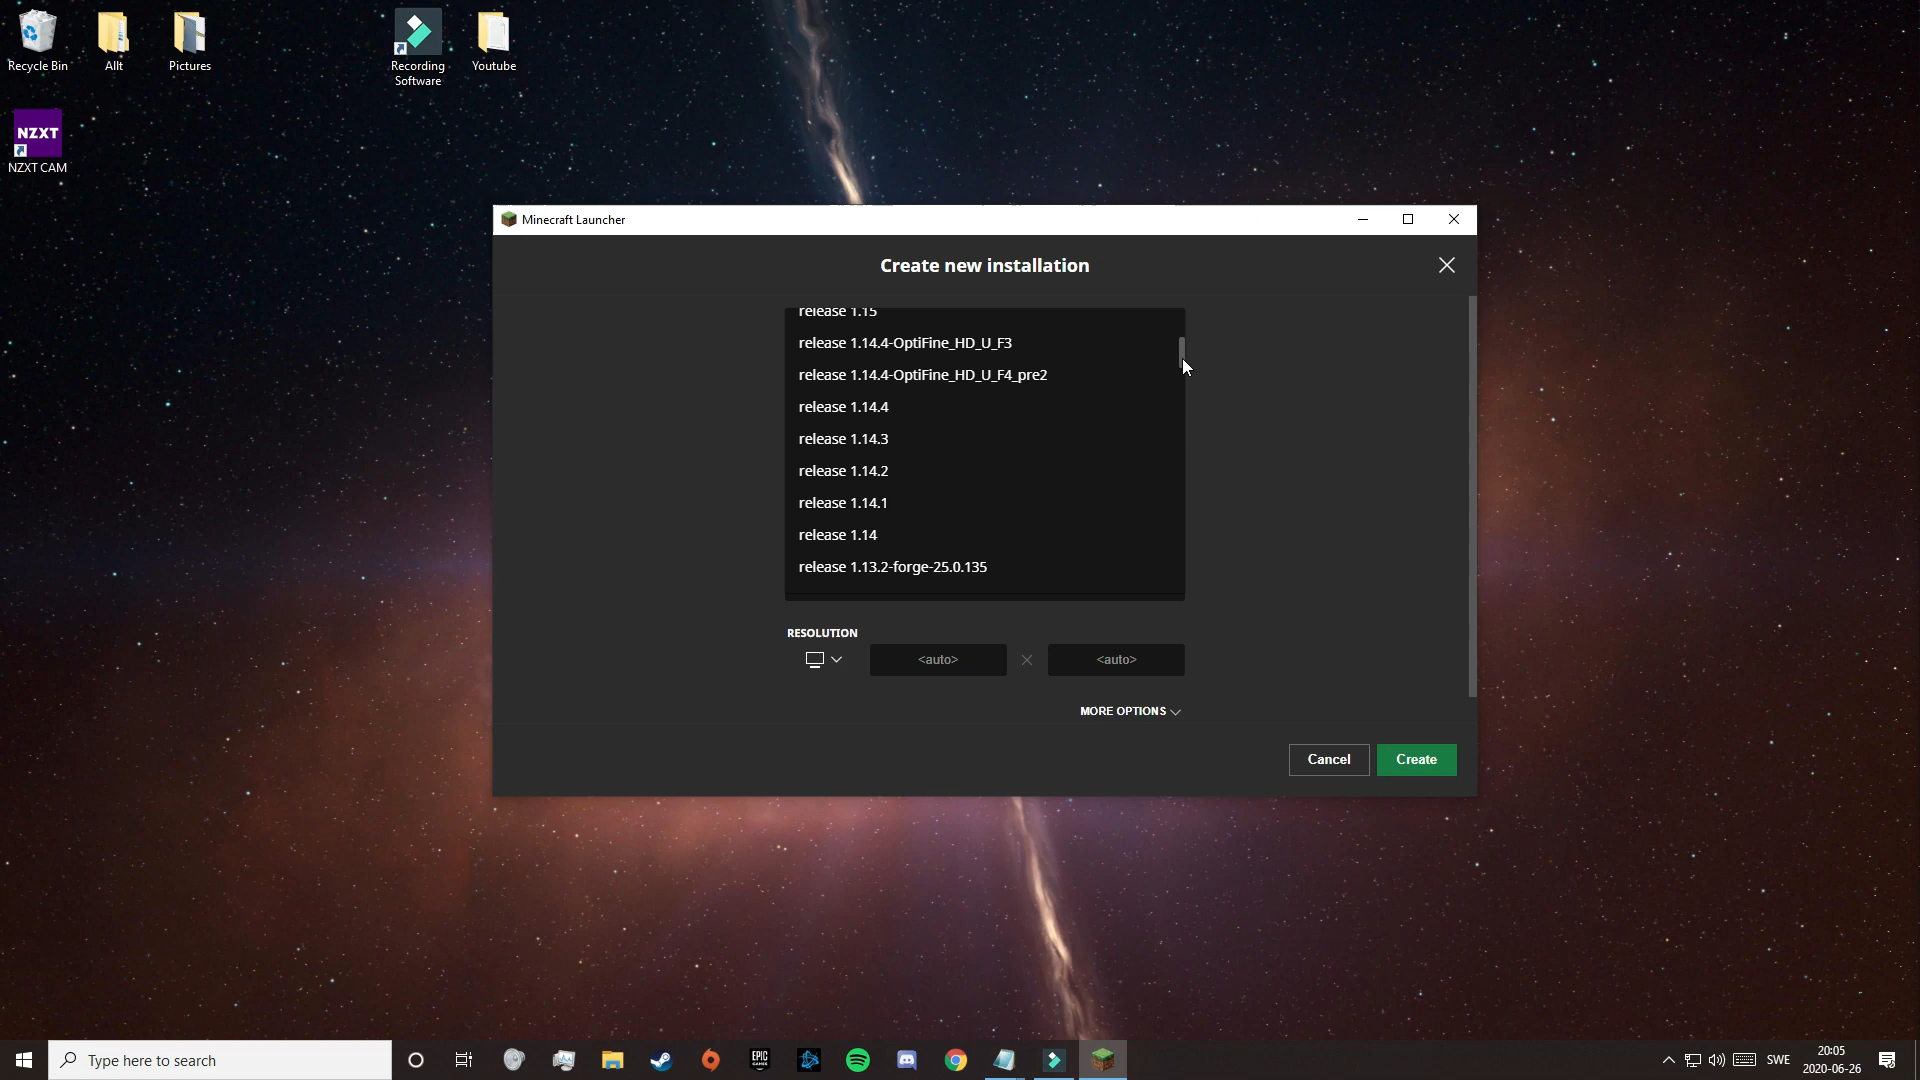 Recycle Bin
Allt
Pictures
Recording
Software
Youtube
NZXT
NZXT CAM
Minecraft Launcher
Create new installation
release 1.15
release 1.14.4-OptiFine_HD_U_F3
release 1.14.4-OptiFine_HD_U_F4_pre2
release 1.14.4
release 1.14.3
release 1.14.2
release 1.14.1
release 1.14
release 1.13.2-forge-25.0.135
RESOLUTION
<auto>
<auto>
MORE OPTIONS
Cancel
Create
Type here to search
EPIC
GAMES
SWE
20:05
2020-06-26